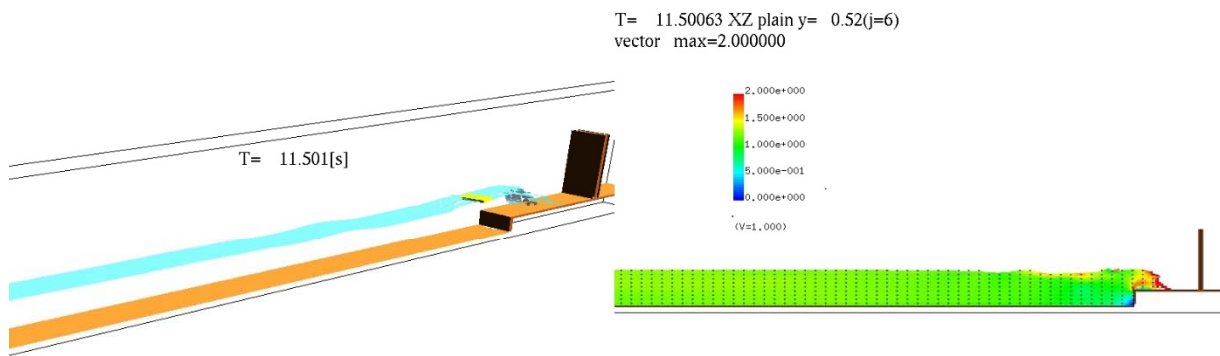 T= 11.501[s]
T= 11.50063 XZ plain y= 0.52(j=6)
vector max=2.000000
2.000e+000
1.500e+000
1.000e+000
5.000e-001
0.000e+000
(V=1.000)